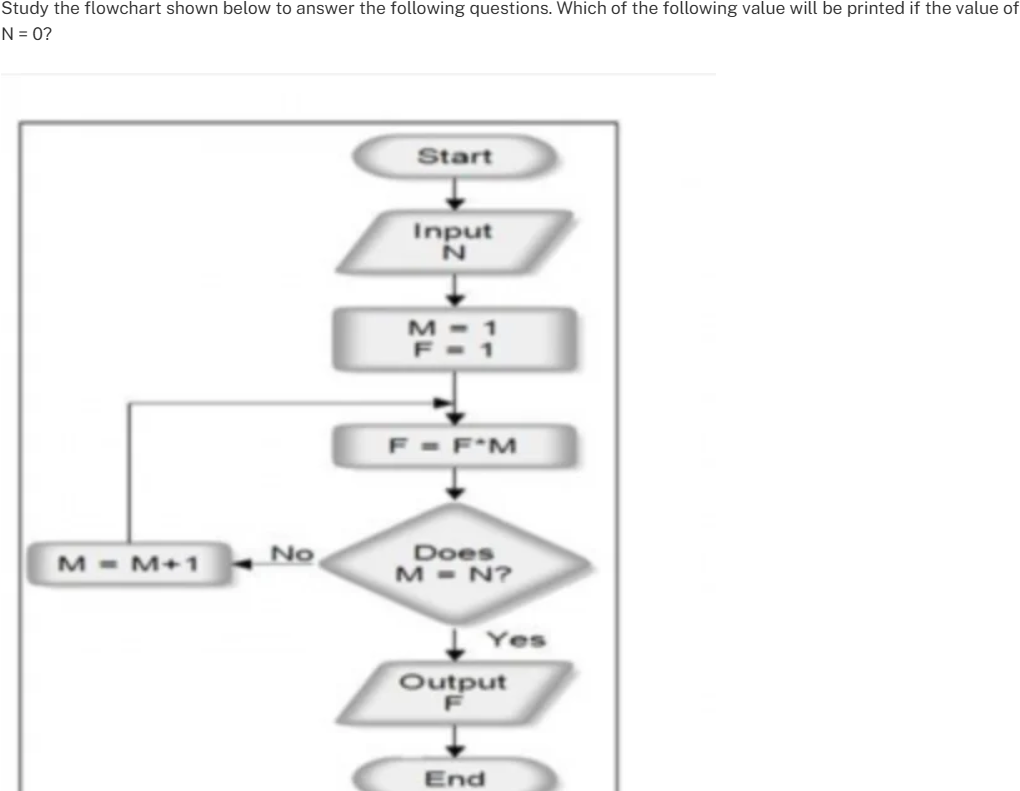 Study the flowchart shown below to answer the following questions. Which of the following value will be printed if the value of
N = 0?
Start
Input
N
M = 1
F = 1
F = F*M
Does
M = N?
No
M = M+1
Yes
Output
F
End